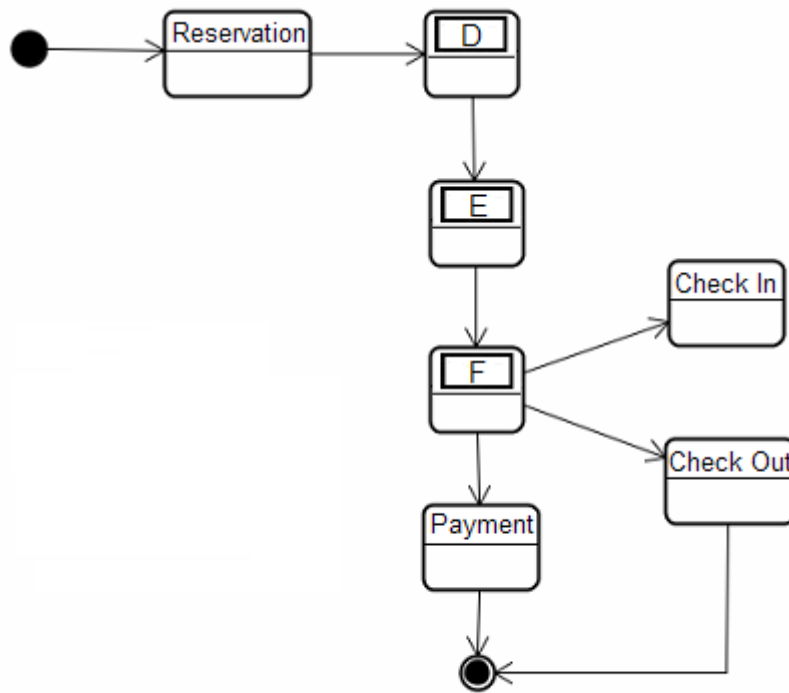 Reservation
D
E
Check In
F
Check Out
Payment